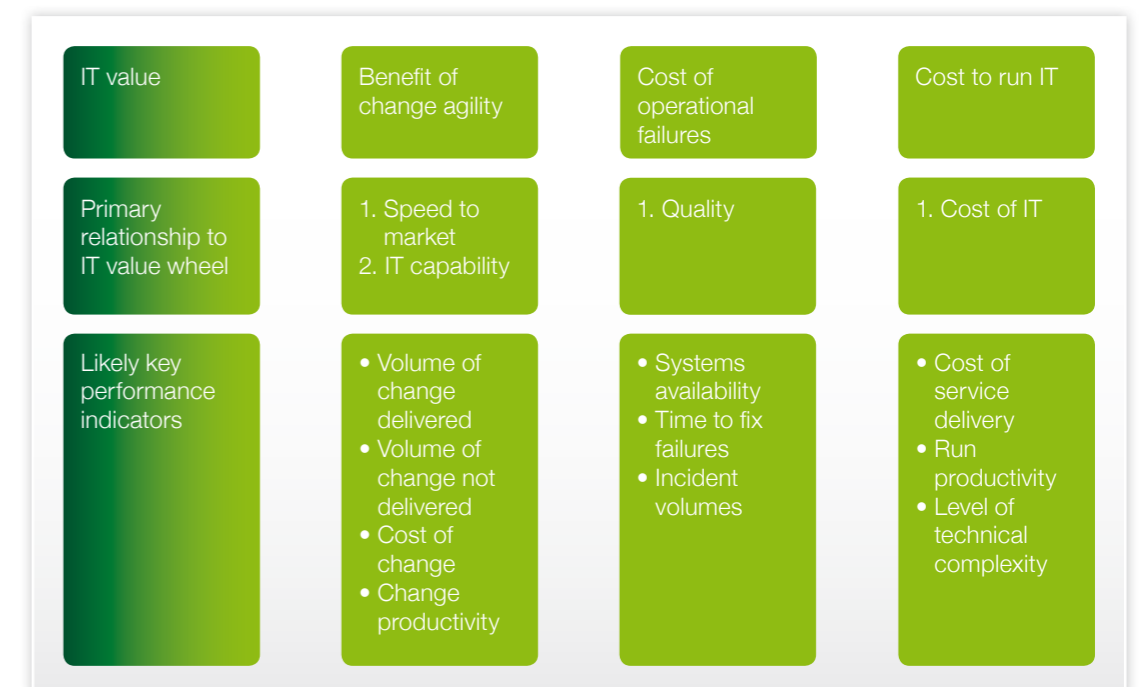 IT value
Benefit of
change agility
Cost of
operational
failures
Cost to run IT
Primary
relationship to
IT value wheel
1. Speed to
market
2. IT capability
1. Quality
1. Cost of IT
Likely key
performance
indicators
• Volume of
change
delivered
• Volume of
change not
delivered
• Cost of
change
• Change
productivity
• Systems
availability
• Time to fix
failures
• Incident
volumes
• Cost of
service
delivery
• Run
productivity
• Level of
technical
complexity